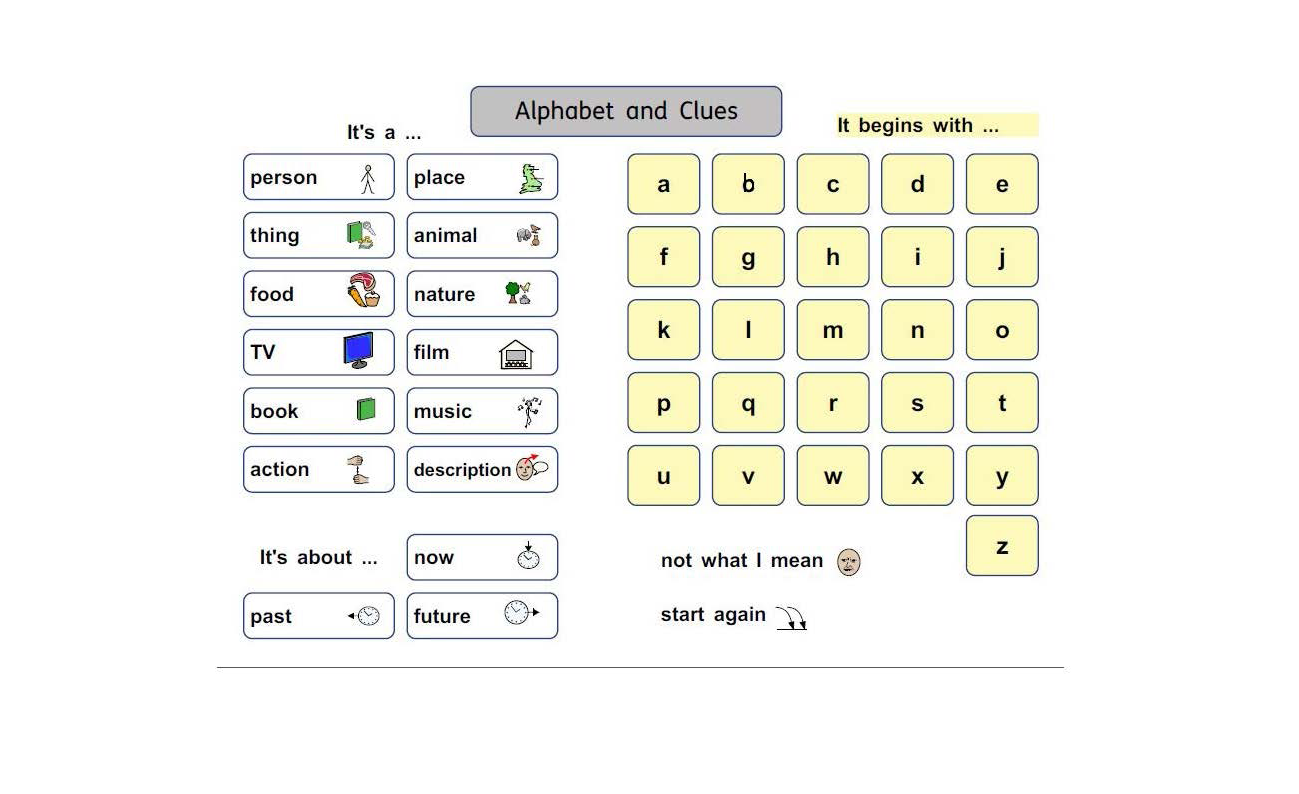 Alphabet and Clues
It's a ...
person place
thing animal
food nature
TV film
book music
action description
It's about ... now
past future
It begins with ...
a b c d e
f g h i j
k l m n o
p q r s t
u v w x y
z
not what I mean
start again